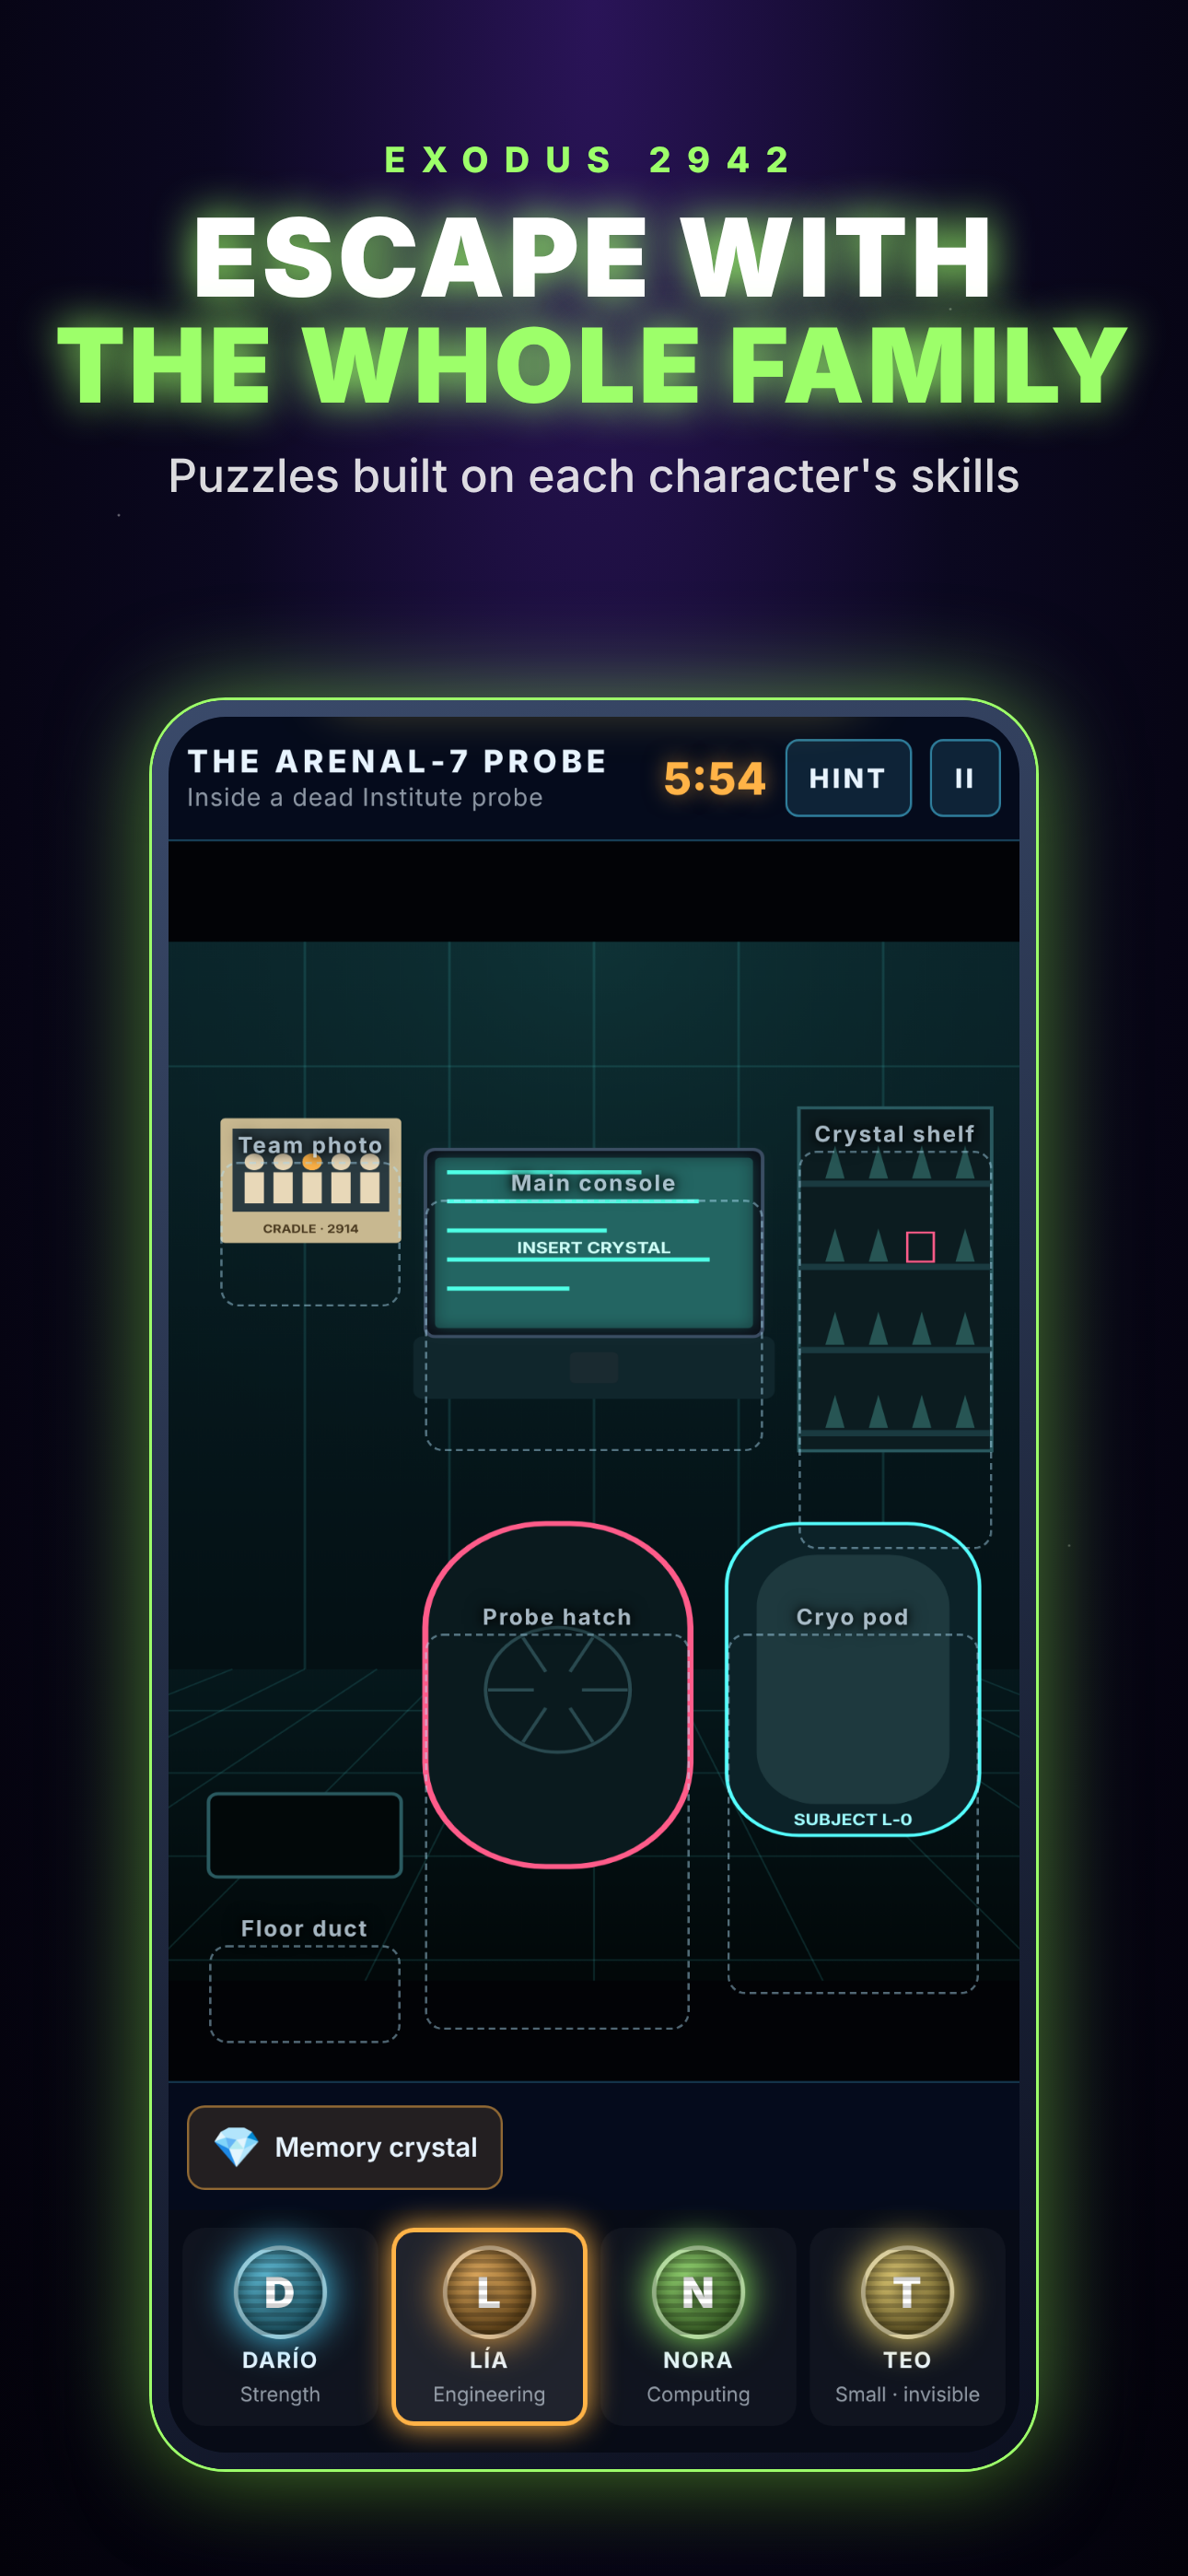 EXODUS 2942
ESCAPE WITH
THE WHOLE FAMILY
Puzzles built on each character's skills
THE ARENAL-7 PROBE
Inside a dead Institute probe
5:54
HINT
II
Team photo
CRADLE · 2914
Main console
INSERT CRYSTAL
Crystal shelf
Probe hatch
Cryo pod
SUBJECT L-0
Floor duct
Memory crystal
D
DARÍO
Strength
L
LÍA
Engineering
N
NORA
Computing
T
TEO
Small · invisible